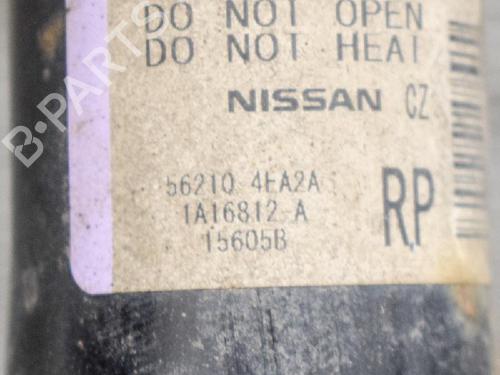 DO NOT OPEN
DO NOT HEAT
NISSAN CZ
56210 4EA2A
1A16812 A
15605B
RP
B-PARTS